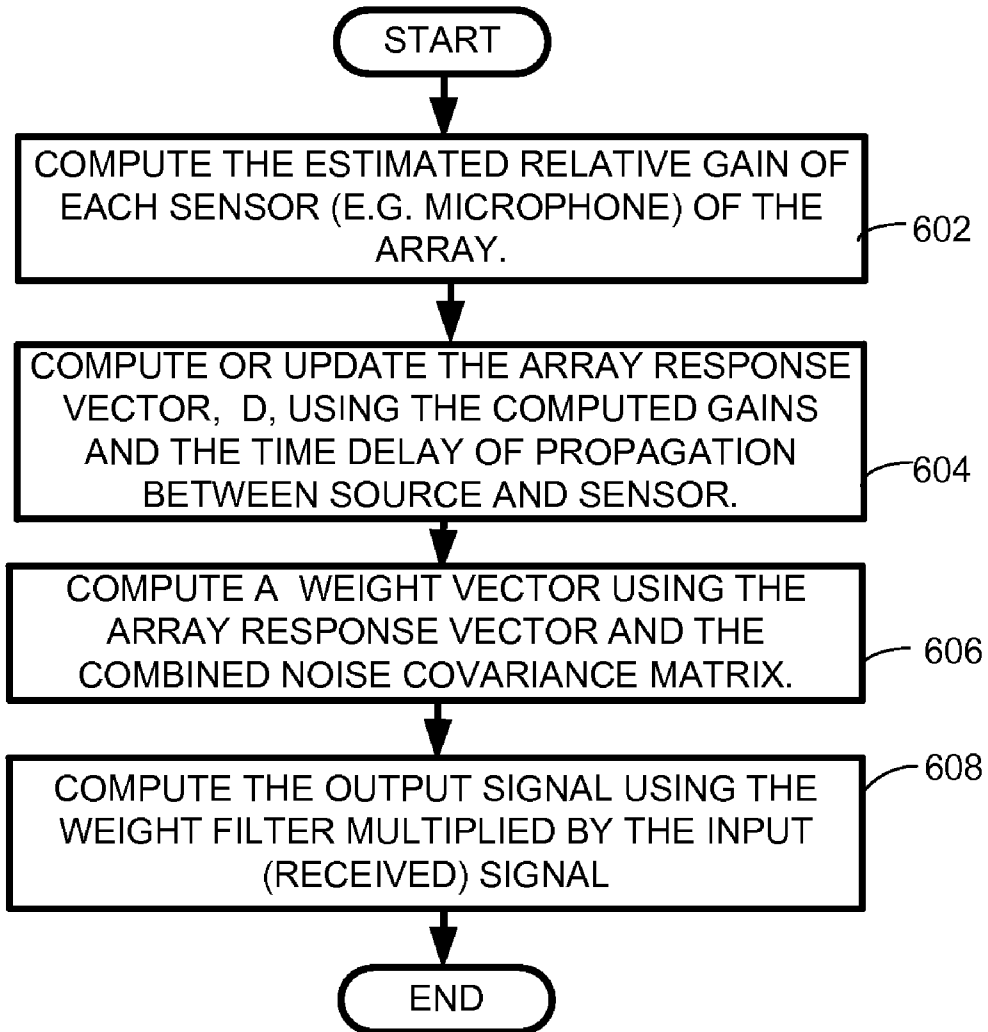 START
COMPUTE THE ESTIMATED RELATIVE GAIN OF
EACH SENSOR (E.G. MICROPHONE) OF THE
ARRAY.
602
COMPUTE OR UPDATE THE ARRAY RESPONSE
VECTOR, D, USING THE COMPUTED GAINS
AND THE TIME DELAY OF PROPAGATION
BETWEEN SOURCE AND SENSOR.
604
COMPUTE A WEIGHT VECTOR USING THE
ARRAY RESPONSE VECTOR AND THE
COMBINED NOISE COVARIANCE MATRIX.
606
COMPUTE THE OUTPUT SIGNAL USING THE
WEIGHT FILTER MULTIPLIED BY THE INPUT
(RECEIVED) SIGNAL
608
END